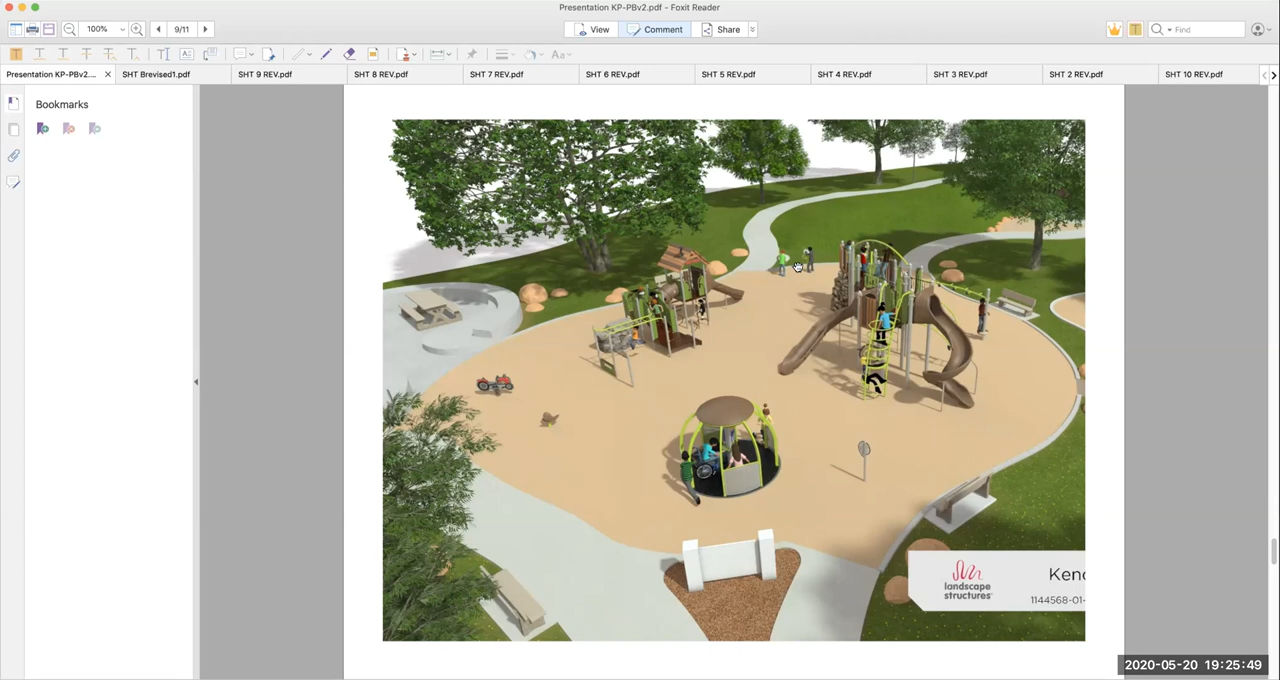 Presentation KP-PBv2.pdf - Foxit Reader
100%
9/11
View
Comment
Share
Find
Presentation KP-PBv2....
SHT Brevised1.pdf
SHT 9 REV.pdf
SHT 8 REV.pdf
SHT 7 REV.pdf
SHT 6 REV.pdf
SHT 5 REV.pdf
SHT 4 REV.pdf
SHT 3 REV.pdf
SHT 2 REV.pdf
SHT 10 REV.pdf
Bookmarks
landscape
structures
Kend
1144568-01-
2020-05-20 19:25:49